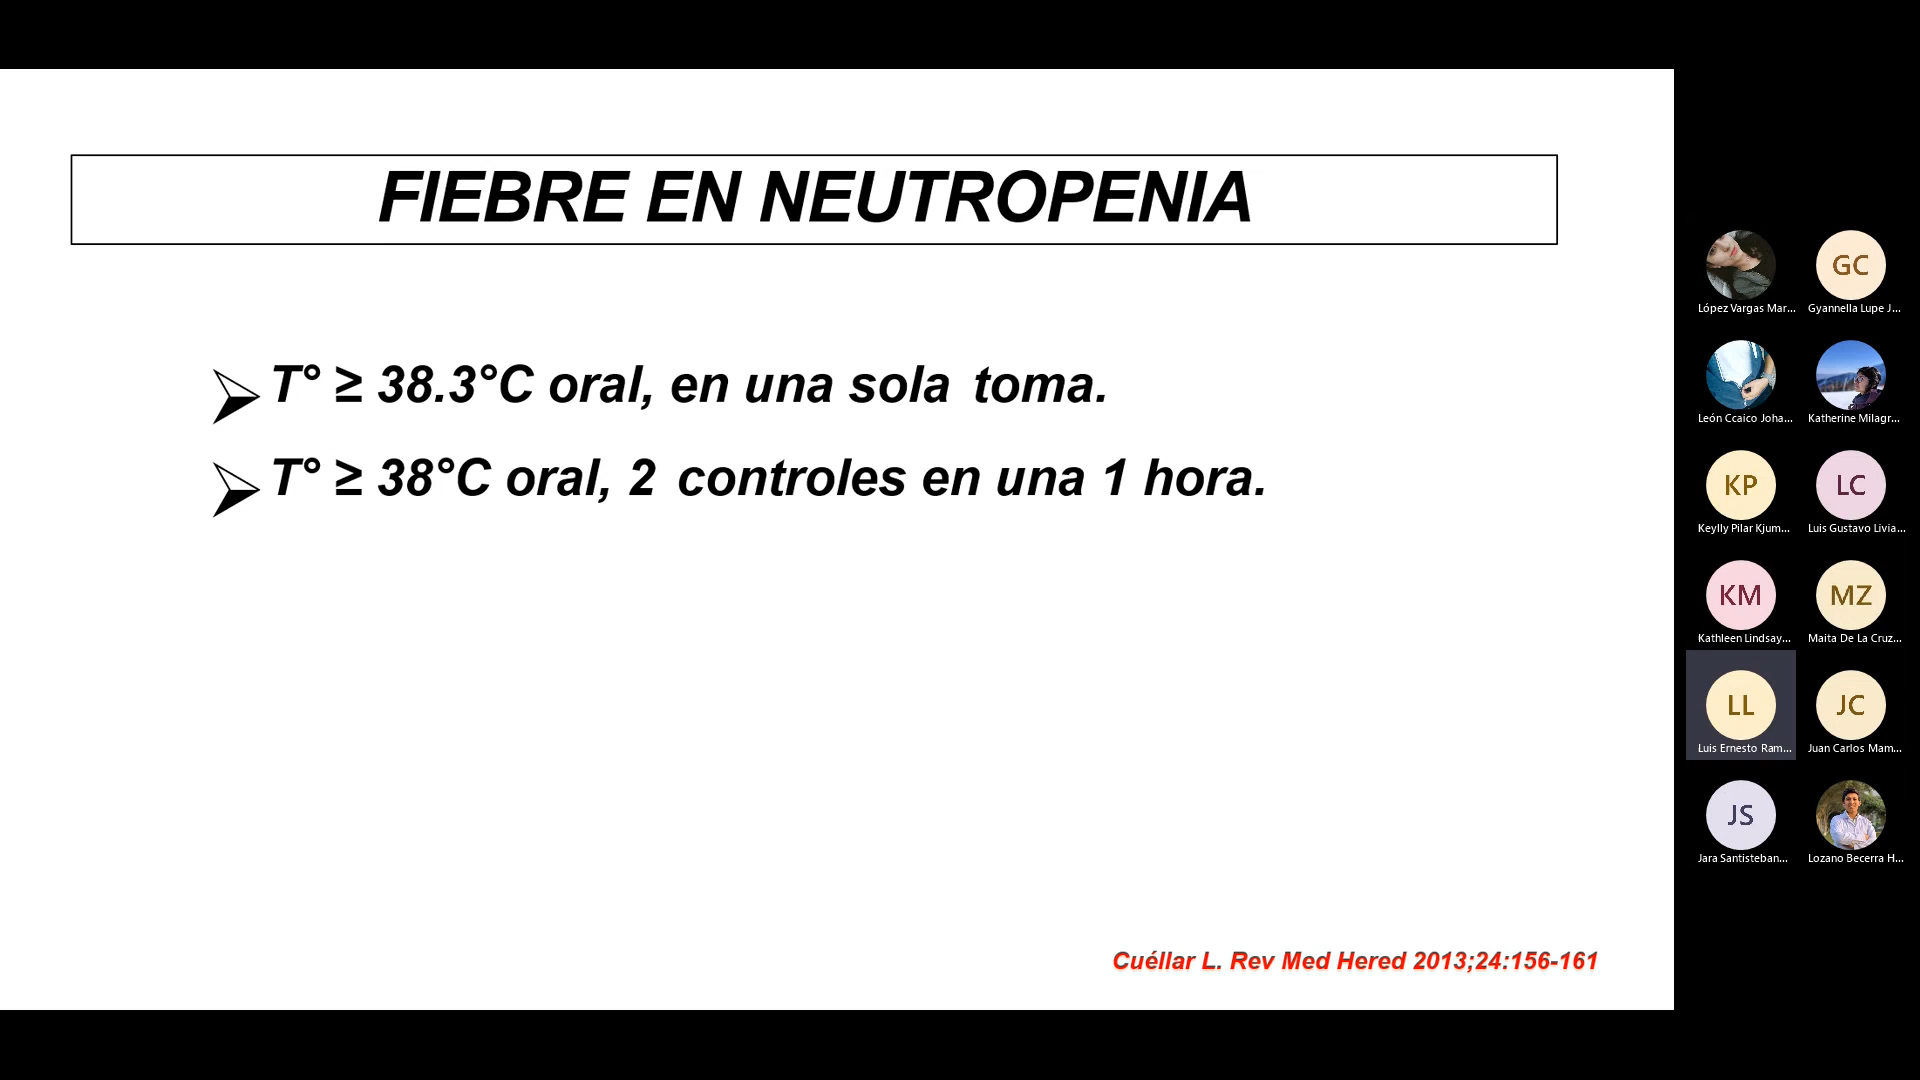 FIEBRE EN NEUTROPENIA
T° ≥ 38.3°C oral, en una sola toma.
T° ≥ 38°C oral, 2 controles en una 1 hora.
Cuéllar L. Rev Med Hered 2013;24:156-161
GC
López Vargas Mar...
Gyannella Lupe J...
León Ccaico Joha...
Katherine Milagr...
KP
LC
Keylly Pilar Kjum...
Luis Gustavo Livia...
KM
MZ
Kathleen Lindsay...
Maita De La Cruz...
LL
JC
Luis Ernesto Ram...
Juan Carlos Mam...
JS
Jara Santisteban...
Lozano Becerra H...